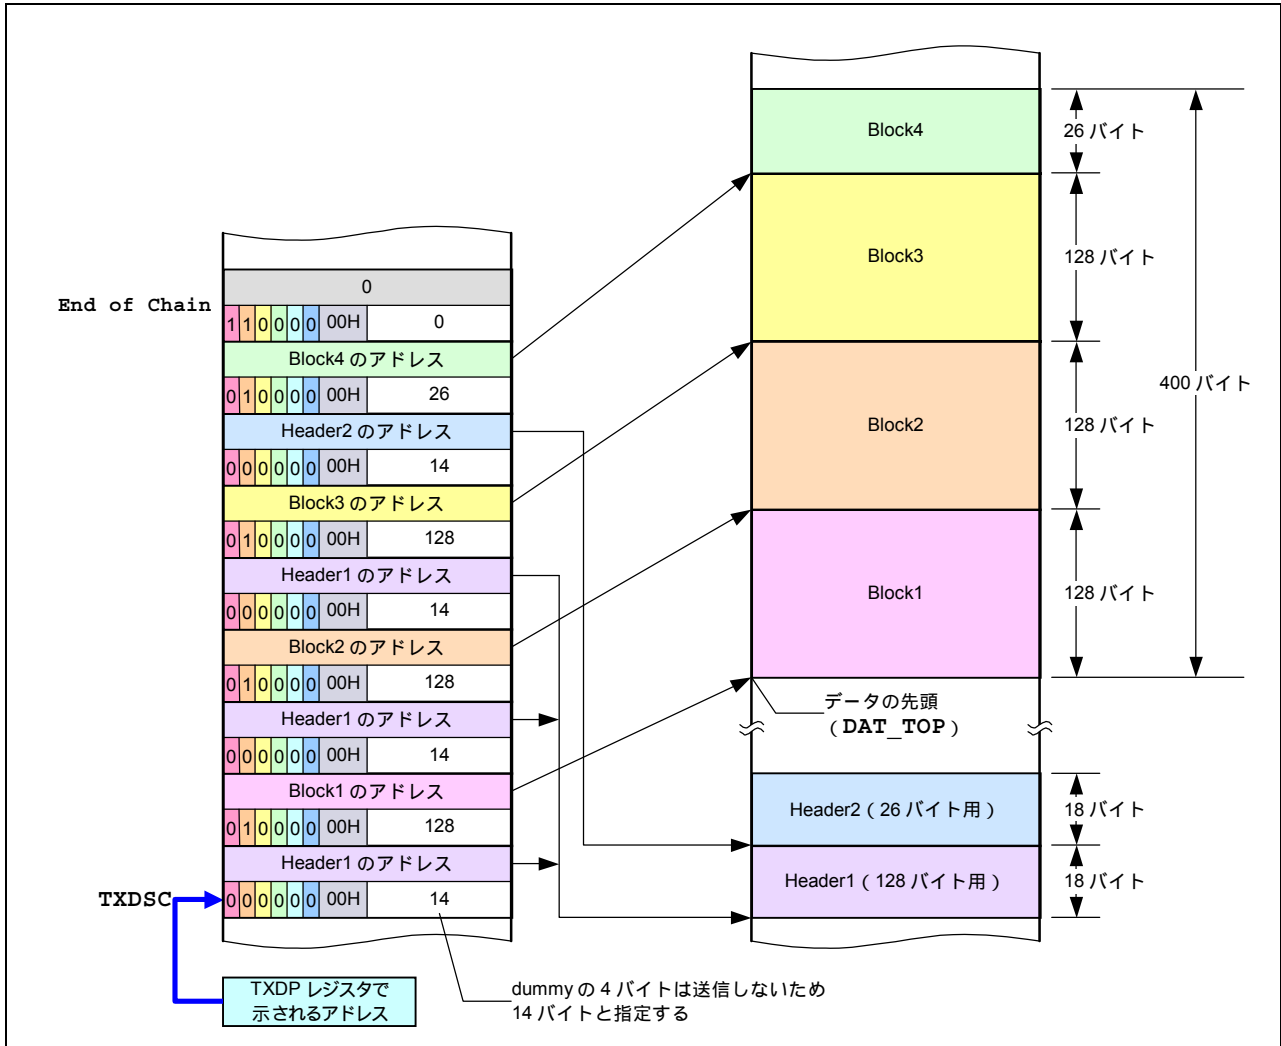 Block4
26 バイト
Block3
128 バイト
Block2
128 バイト
400 バイト
Block1
128 バイト
データの先頭
（DAT_TOP）
Header2（26 バイト用）
18 バイト
Header1（128 バイト用）
18 バイト
0
End of Chain
1 1 0 0 0 0 00H 0
Block4 のアドレス
0 1 0 0 0 0 00H 26
Header2 のアドレス
0 0 0 0 0 0 00H 14
Block3 のアドレス
0 1 0 0 0 0 00H 128
Header1 のアドレス
0 0 0 0 0 0 00H 14
Block2 のアドレス
0 1 0 0 0 0 00H 128
Header1 のアドレス
0 0 0 0 0 0 00H 14
Block1 のアドレス
0 1 0 0 0 0 00H 128
Header1 のアドレス
TXDSC 0 0 0 0 0 0 00H 14
TXDP レジスタで
示されるアドレス
dummy の 4 バイトは送信しないため
14 バイトと指定する